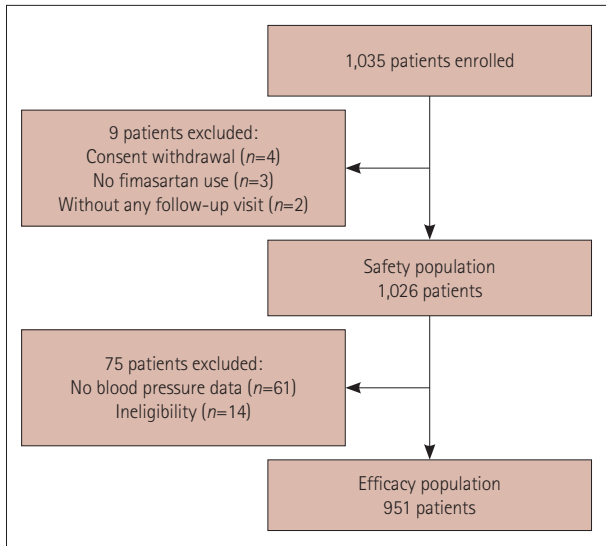 1,035 patients enrolled
9 patients excluded:
Consent withdrawal (n=4)
No fimasartan use (n=3)
Without any follow-up visit (n=2)
Safety population
1,026 patients
75 patients excluded:
No blood pressure data (n=61)
Ineligibility (n=14)
Efficacy population
951 patients